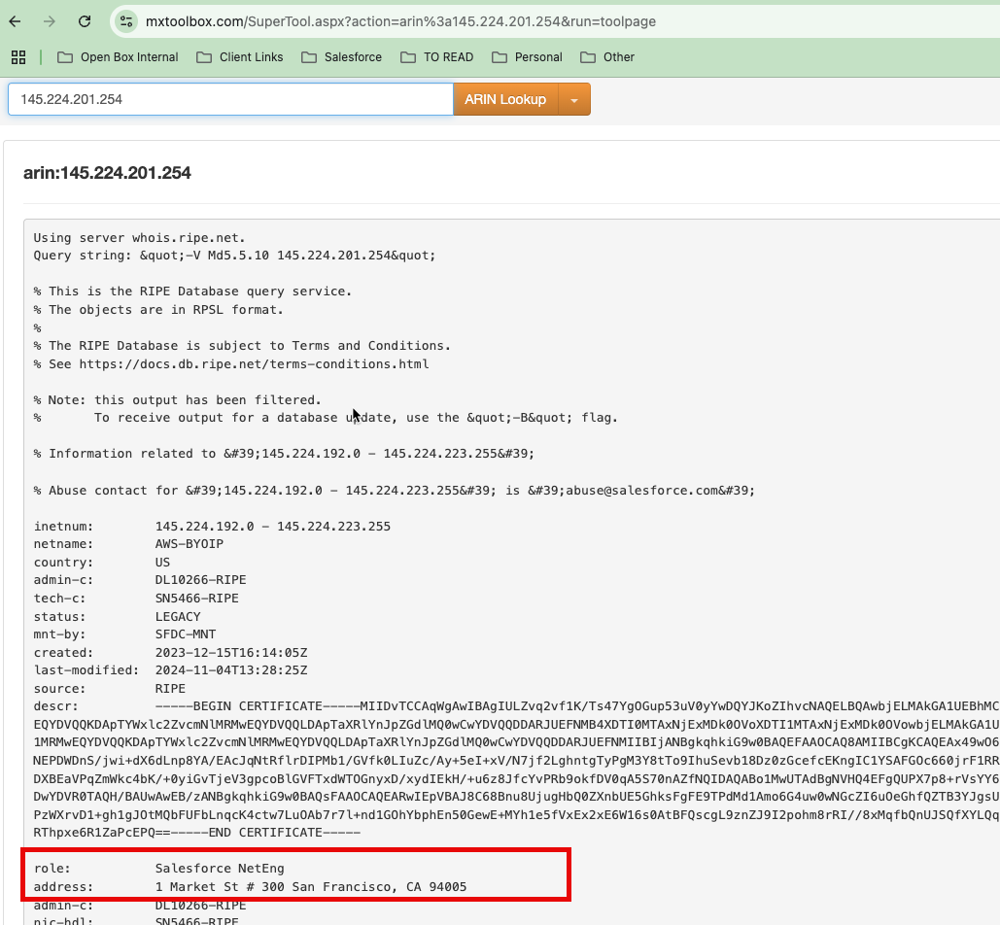 mxtoolbox.com/SuperTool.aspx?action=arin%3a145.224.201.254&run=toolpage
Open Box Internal Client Links Salesforce TO READ Personal Other
145.224.201.254 ARIN Lookup
arin:145.224.201.254
Using server whois.ripe.net.
Query string: &quot;-V Md5.5.10 145.224.201.254&quot;
% This is the RIPE Database query service.
% The objects are in RPSL format.
%
% The RIPE Database is subject to Terms and Conditions.
% See https://docs.db.ripe.net/terms-conditions.html
% Note: this output has been filtered.
% To receive output for a database update, use the &quot;-B&quot; flag.
% Information related to &#39;145.224.192.0 - 145.224.223.255&#39;
% Abuse contact for &#39;145.224.192.0 - 145.224.223.255&#39; is &#39;abuse@salesforce.com&#39;
inetnum: 145.224.192.0 - 145.224.223.255
netname: AWS-BYOIP
country: US
admin-c: DL10266-RIPE
tech-c: SN5466-RIPE
status: LEGACY
mnt-by: SFDC-MNT
created: 2023-12-15T16:14:05Z
last-modified: 2024-11-04T13:28:25Z
source: RIPE
descr: -----BEGIN CERTIFICATE-----MIIDvTCCAqWgAwIBAgIULZvq2vf1K/Ts47YgOGup53uV0yYwDQYJKoZIhvcNAQELBQAwbjELMAkGA1UEBhMC
EQYDVQQKDApTYWxlc2ZvcmNlMRMwEQYDVQQLDApTaXRlYnJpZGdlMQ0wCwYDVQQDDARJUEFNMB4XDTI0MTAxNjExMDk0OVoXDTI1MTAxNjExMDk0OVowbjELMAkGA1U
1MRMwEQYDVQQKDApTYWxlc2ZvcmNlMRMwEQYDVQQLDApTaXRlYnJpZGdlMQ0wCwYDVQQDDARJUEFNMIIBIjANBgkqhkiG9w0BAQEFAAOCAQ8AMIIBCgKCAQEAx49wO6
NEPDWDnS/jwi+dX6dLnp8YA/EAcJqNtRflrDIPMb1/GVfk0LIuZc/Ay+5eI+xV/N7jf2LghntgTyPgM3Y8tTo9IhuSevb18Dz0zGcefcEKngIC1YSAFGOc660jrF1RR
DXBEaVPqZmWkc4bK/+0yiGvTjeV3gpcoBlGVFTxdWTOGnyxD/xydIEkH/+u6z8JfcYvPRb9okfDV0qA5S70nAZfNQIDAQABo1MwUTAdBgNVHQ4EFgQUPX7p8+rVsYY6
DwYDVR0TAQH/BAUwAwEB/zANBgkqhkiG9w0BAQsFAAOCAQEARwIEpVBAJ8C68Bnu8UjugHbQ0ZXnbUE5GhksFgFE9TPdMd1Amo6G4uw0wNGcZI6uOeGhfQZTB3YJgsU
PzWXrvD1+gh1gJOtMQbFUFbLnqcK4ctw7LuOAb7r7l+nd1GOhYbphEn50GewE+MYh1e5fVxEx2xE6W16s0AtBFQscgL9znZJ9I2pohm8rRI//8xMqfbQnUJSQfXYLQq
RThpxe6R1ZaPcEPQ==-----END CERTIFICATE-----
role: Salesforce NetEng
address: 1 Market St # 300 San Francisco, CA 94005
admin-c: DL10266-RIPE
nic-hdl: SN5466-RIPE